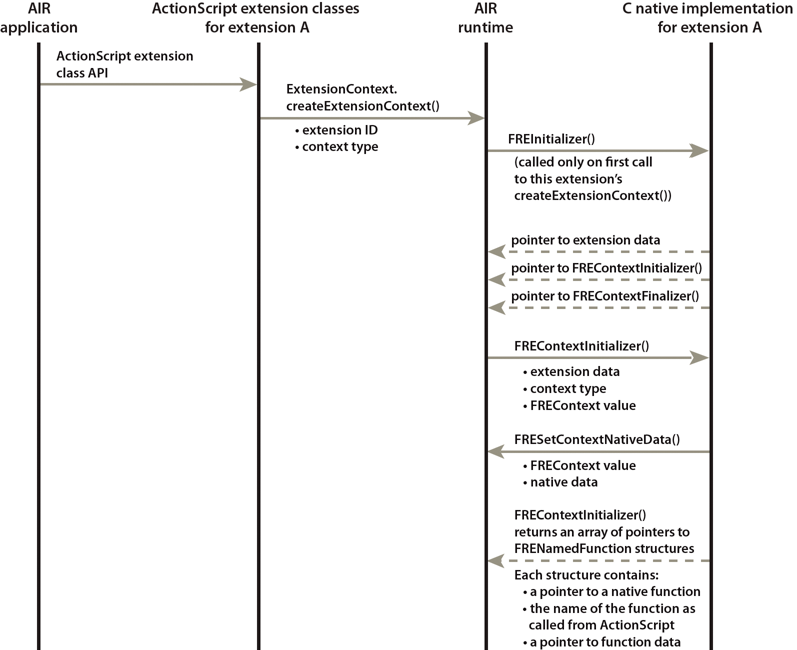 AIR
application
ActionScript extension classes
for extension A
AIR
runtime
C native implementation
for extension A
ActionScript extension
class API
ExtensionContext.
createExtensionContext()
• extension ID
• context type
FREInitializer()
(called only on first call
to this extension’s
createExtensionContext())
pointer to extension data
pointer to FREContextInitializer()
pointer to FREContextFinalizer()
FREContextInitializer()
• extension data
• context type
• FREContext value
FRESetContextNativeData()
• FREContext value
• native data
FREContextInitializer()
returns an array of pointers to
FRENamedFunction structures
Each structure contains:
• a pointer to a native function
• the name of the function as
called from ActionScript
• a pointer to function data